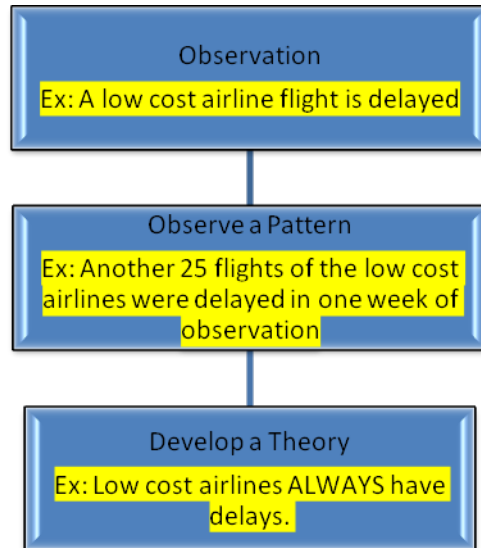 Observation
Ex: A low cost airline flight is delayed
Observe a Pattern
Ex: Another 25 flights of the low cost
airlines were delayed in one week of
observation
Develop a Theory
Ex: Low cost airlines ALWAYS have
delays.